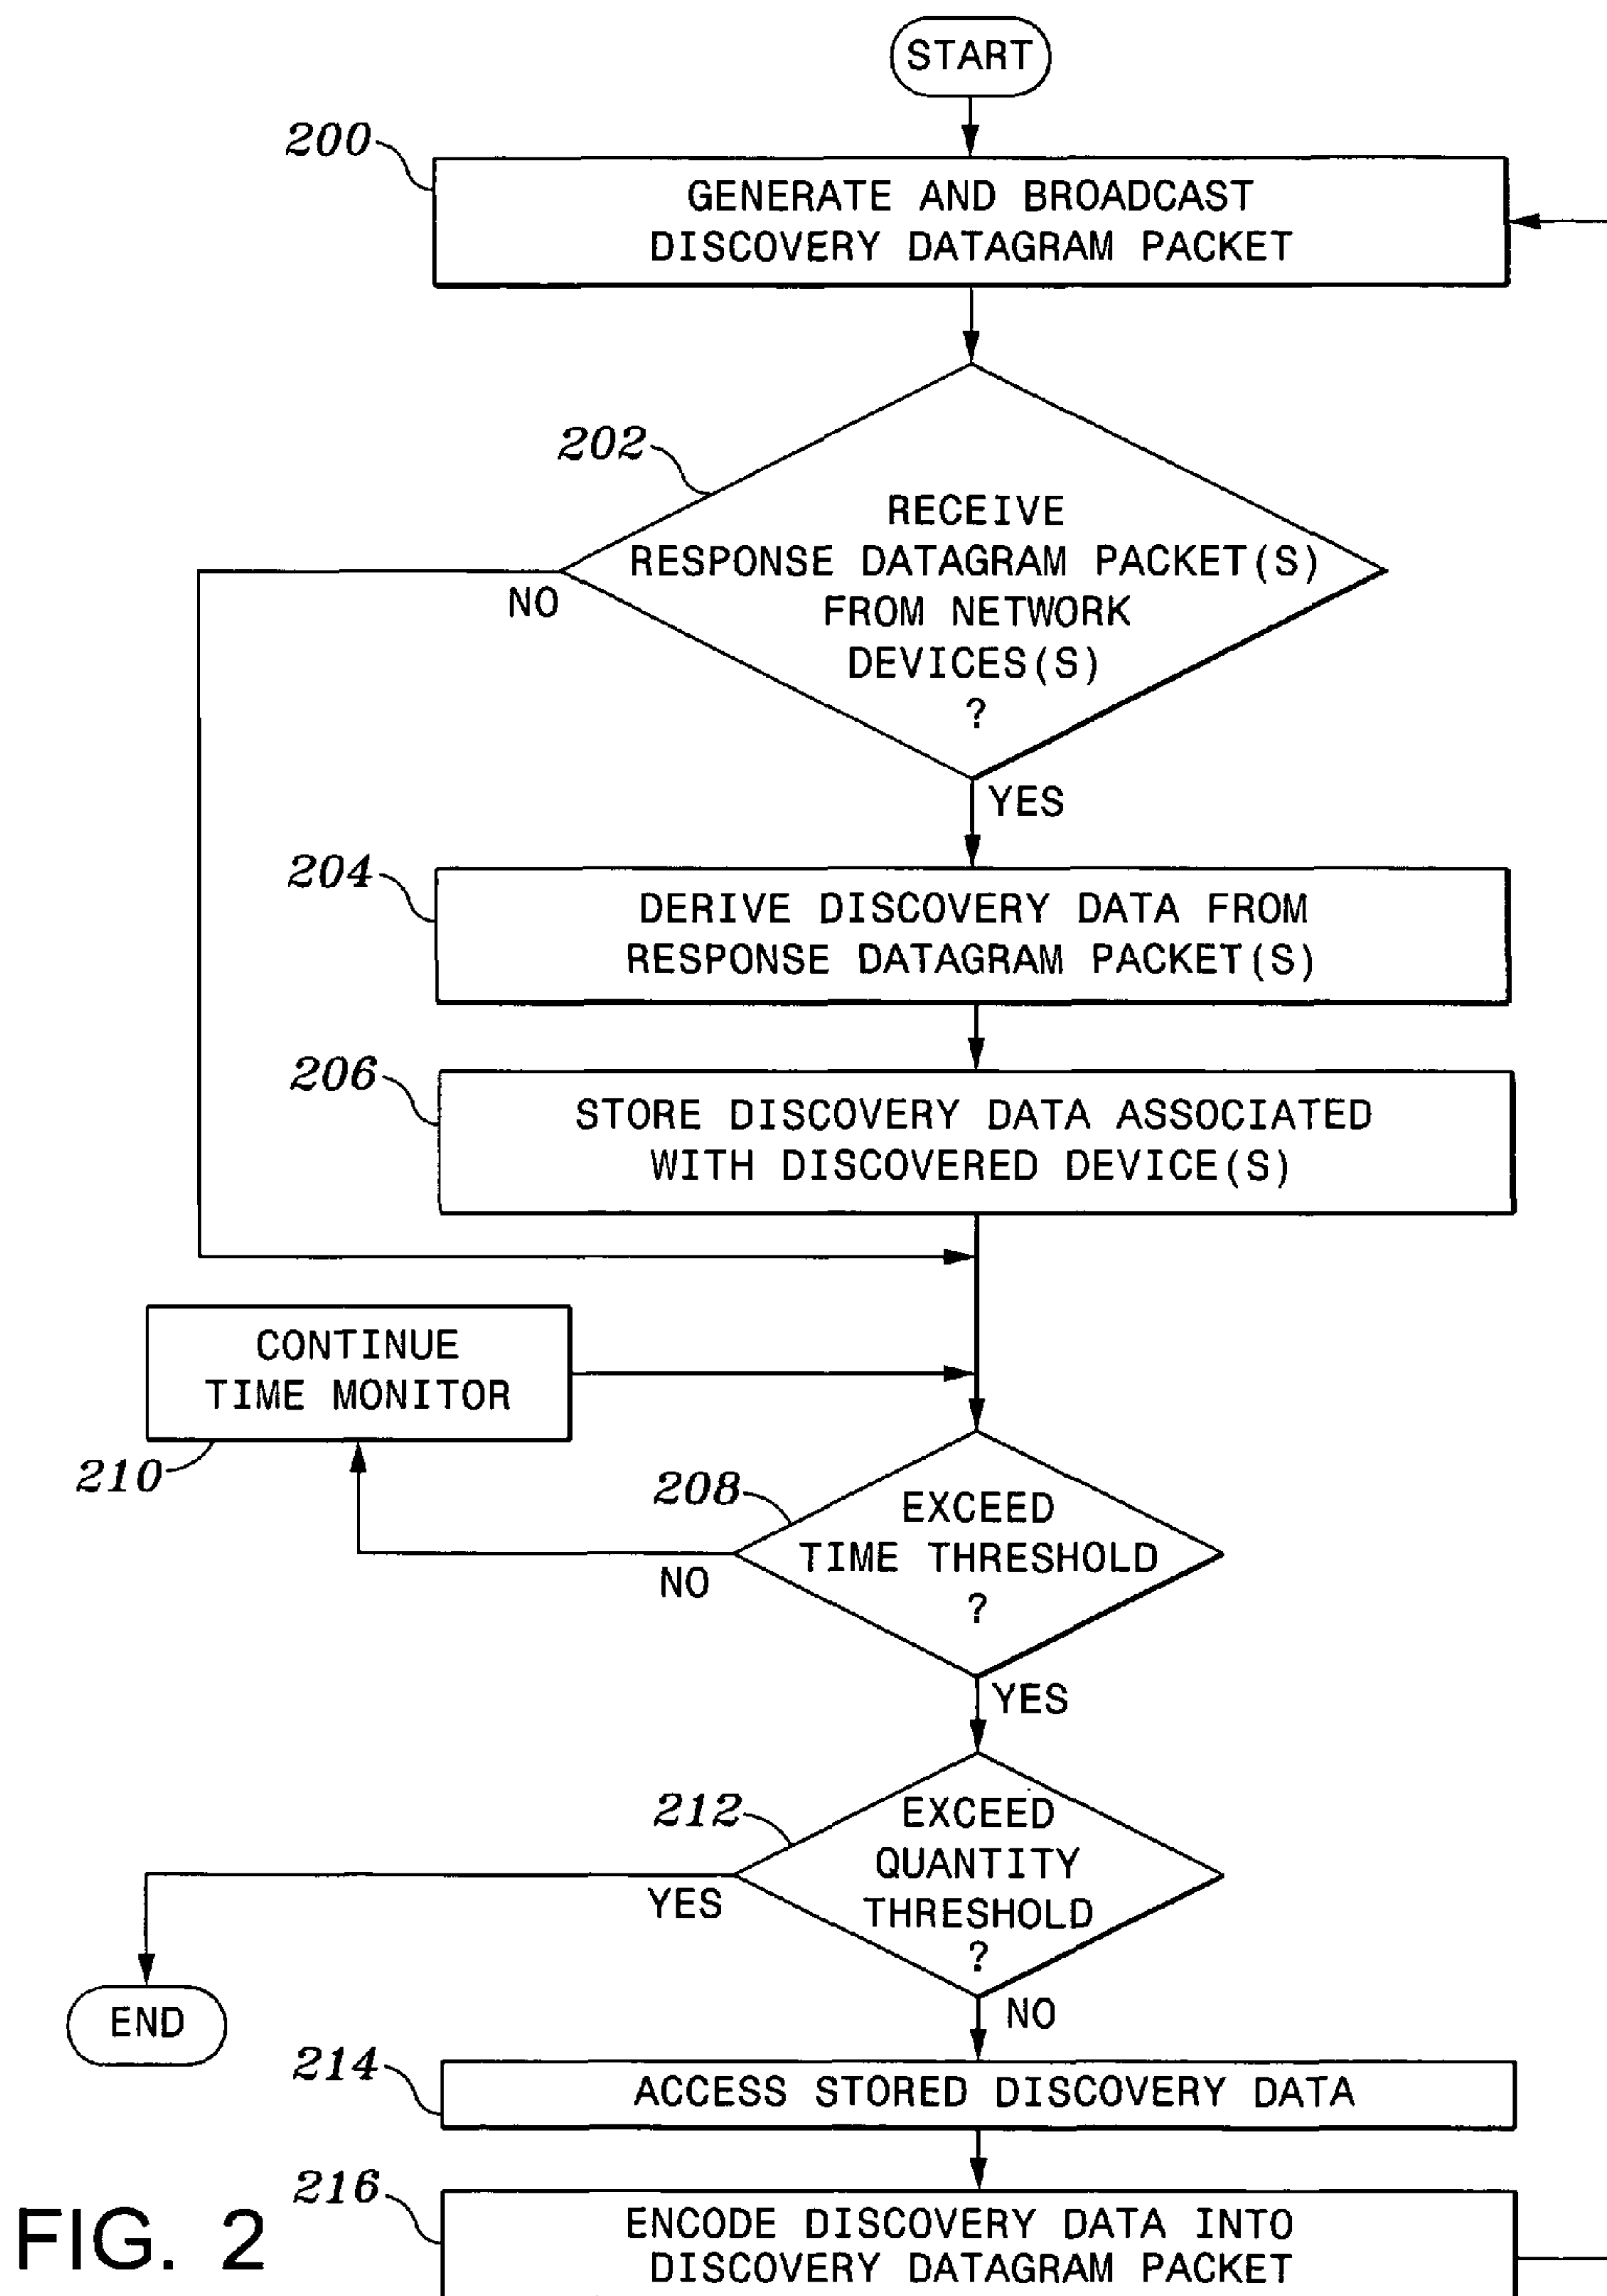 START
200
GENERATE AND BROADCAST
DISCOVERY DATAGRAM PACKET
202
RECEIVE
RESPONSE DATAGRAM PACKET(S)
FROM NETWORK
DEVICES(S)
?
NO
YES
204
DERIVE DISCOVERY DATA FROM
RESPONSE DATAGRAM PACKET(S)
206
STORE DISCOVERY DATA ASSOCIATED
WITH DISCOVERED DEVICE(S)
CONTINUE
TIME MONITOR
210
208
EXCEED
TIME THRESHOLD
?
NO
YES
212
EXCEED
QUANTITY
THRESHOLD
?
YES
NO
END
214
ACCESS STORED DISCOVERY DATA
216
ENCODE DISCOVERY DATA INTO
DISCOVERY DATAGRAM PACKET
FIG. 2